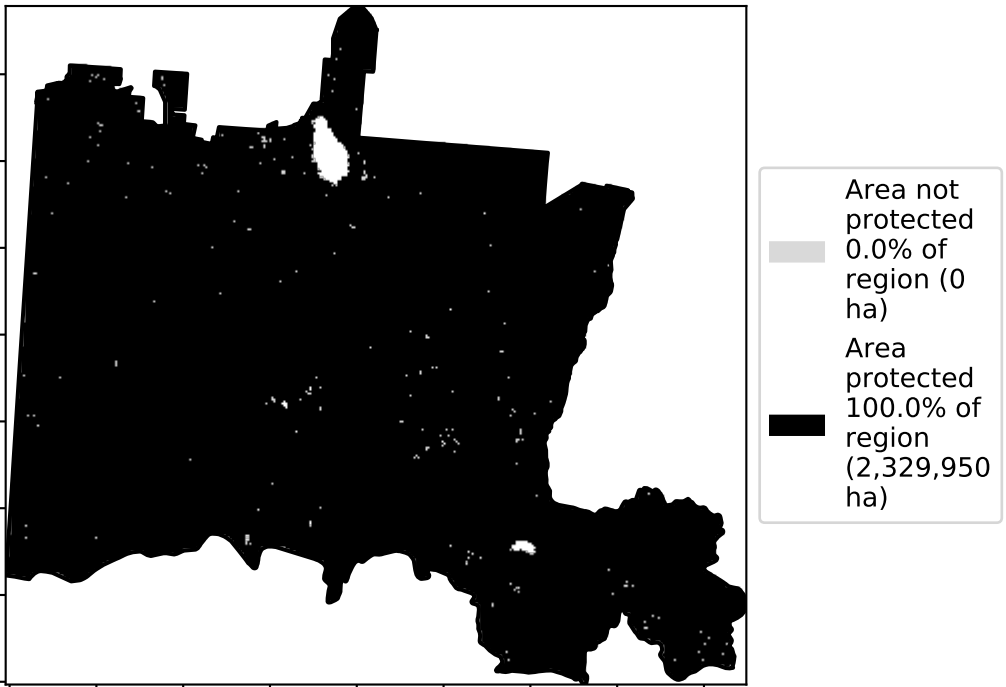 Area not
protected
0.0% of
region (0
ha)
Area
protected
100.0% of
region
(2,329,950
ha)